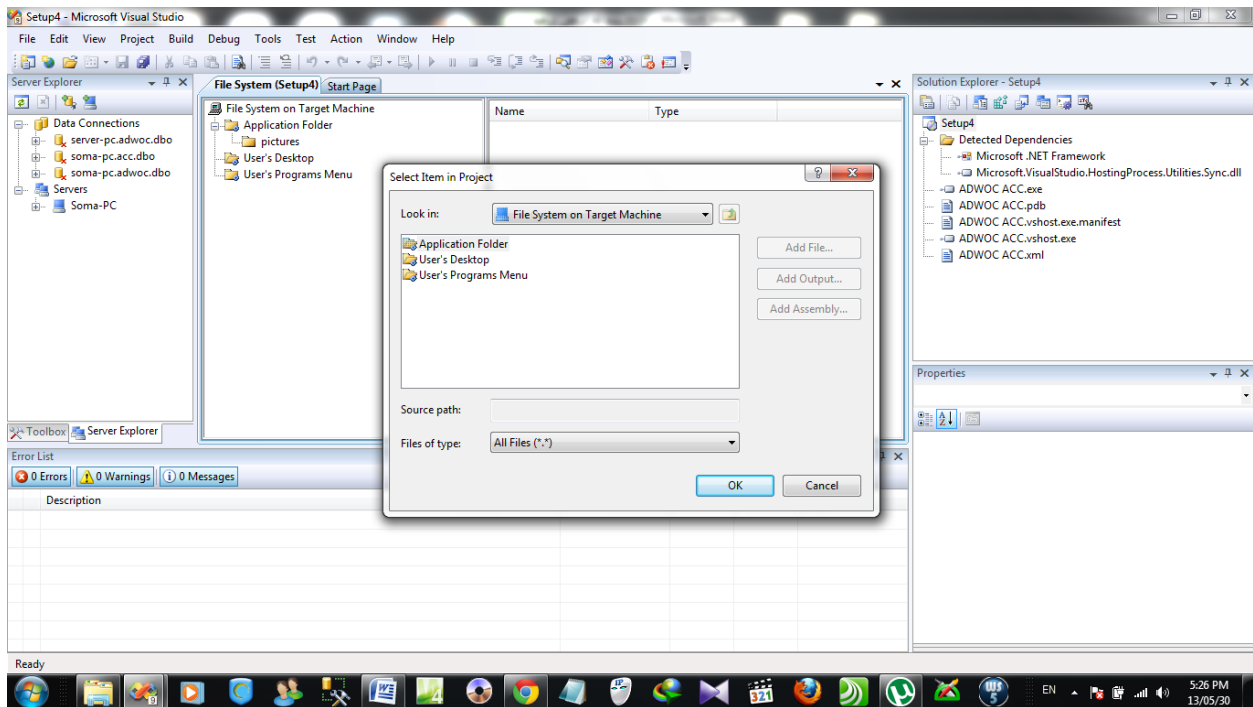 Setup4 - Microsoft Visual Studio
File Edit View Project Build Debug Tools Test Action Window Help
Server Explorer
Data Connections
server-pc.adwoc.dbo
soma-pc.acc.dbo
soma-pc.adwoc.dbo
Servers
Soma-PC
Toolbox Server Explorer
File System (Setup4) Start Page
File System on Target Machine
Application Folder
pictures
User's Desktop
User's Programs Menu
Name Type
Select Item in Project
Look in: File System on Target Machine
Application Folder
User's Desktop
User's Programs Menu
Add File...
Add Output...
Add Assembly...
Source path:
Files of type: All Files (*.*)
OK Cancel
Solution Explorer - Setup4
Setup4
Detected Dependencies
Microsoft .NET Framework
Microsoft.VisualStudio.HostingProcess.Utilities.Sync.dll
ADWOC ACC.exe
ADWOC ACC.pdb
ADWOC ACC.vshost.exe.manifest
ADWOC ACC.vshost.exe
ADWOC ACC.xml
Properties
Error List
0 Errors 0 Warnings 0 Messages
Description
Ready
EN 5:26 PM
13/05/30